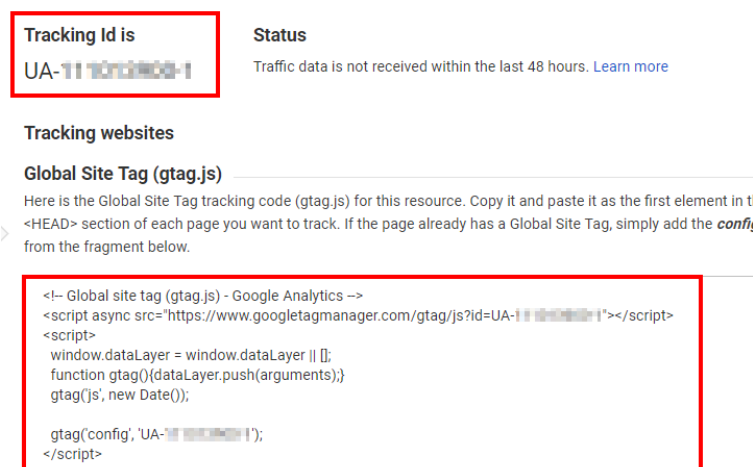 Tracking Id is
UA-
Status
Traffic data is not received within the last 48 hours. Learn more
Tracking websites
Global Site Tag (gtag.js)
Here is the Global Site Tag tracking code (gtag.js) for this resource. Copy it and paste it as the first element in
<HEAD> section of each page you want to track. If the page already has a Global Site Tag, simply add the
from the fragment below.
<!-- Global site tag (gtag.js) - Google Analytics -->
<script async src="https://www.googletagmanager.com/gtag/js?id=UA-"></script>
<script>
window.dataLayer = window.dataLayer || [];
function gtag(){dataLayer.push(arguments);}
gtag('js', new Date());
gtag('config', 'UA-');
</script>